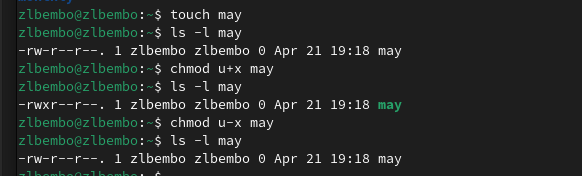 zlbembo@zlbembo:~$ touch may
zlbembo@zlbembo:~$ ls -l may
-rw-r--r--. 1 zlbembo zlbembo 0 Apr 21 19:18 may
zlbembo@zlbembo:~$ chmod u+x may
zlbembo@zlbembo:~$ ls -l may
-rwxr--r--. 1 zlbembo zlbembo 0 Apr 21 19:18 may
zlbembo@zlbembo:~$ chmod u-x may
zlbembo@zlbembo:~$ ls -l may
-rw-r--r--. 1 zlbembo zlbembo 0 Apr 21 19:18 may
zlbembo@zlbembo:~$